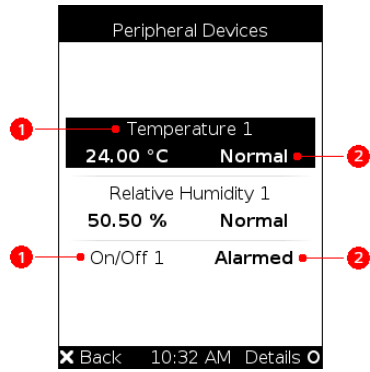 Peripheral Devices
1 Temperature 1
24.00 °C Normal 2
Relative Humidity 1
50.50 % Normal
1 On/Off 1 Alarmed 2
X Back 10:32 AM Details O